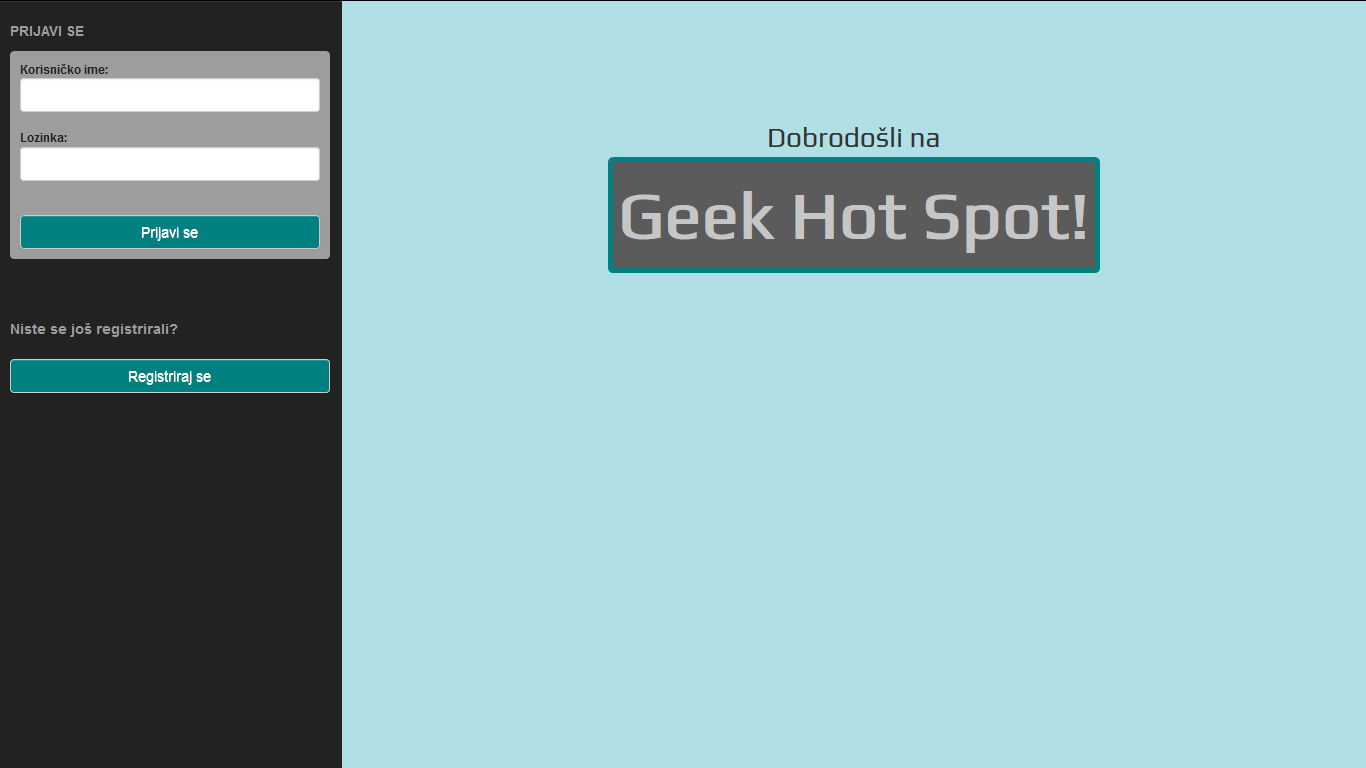 PRIJAVI SE
Korisničko ime:
Lozinka:
Prijavi se
Niste se još registrirali?
Registriraj se
Dobrodošli na
Geek Hot Spot!